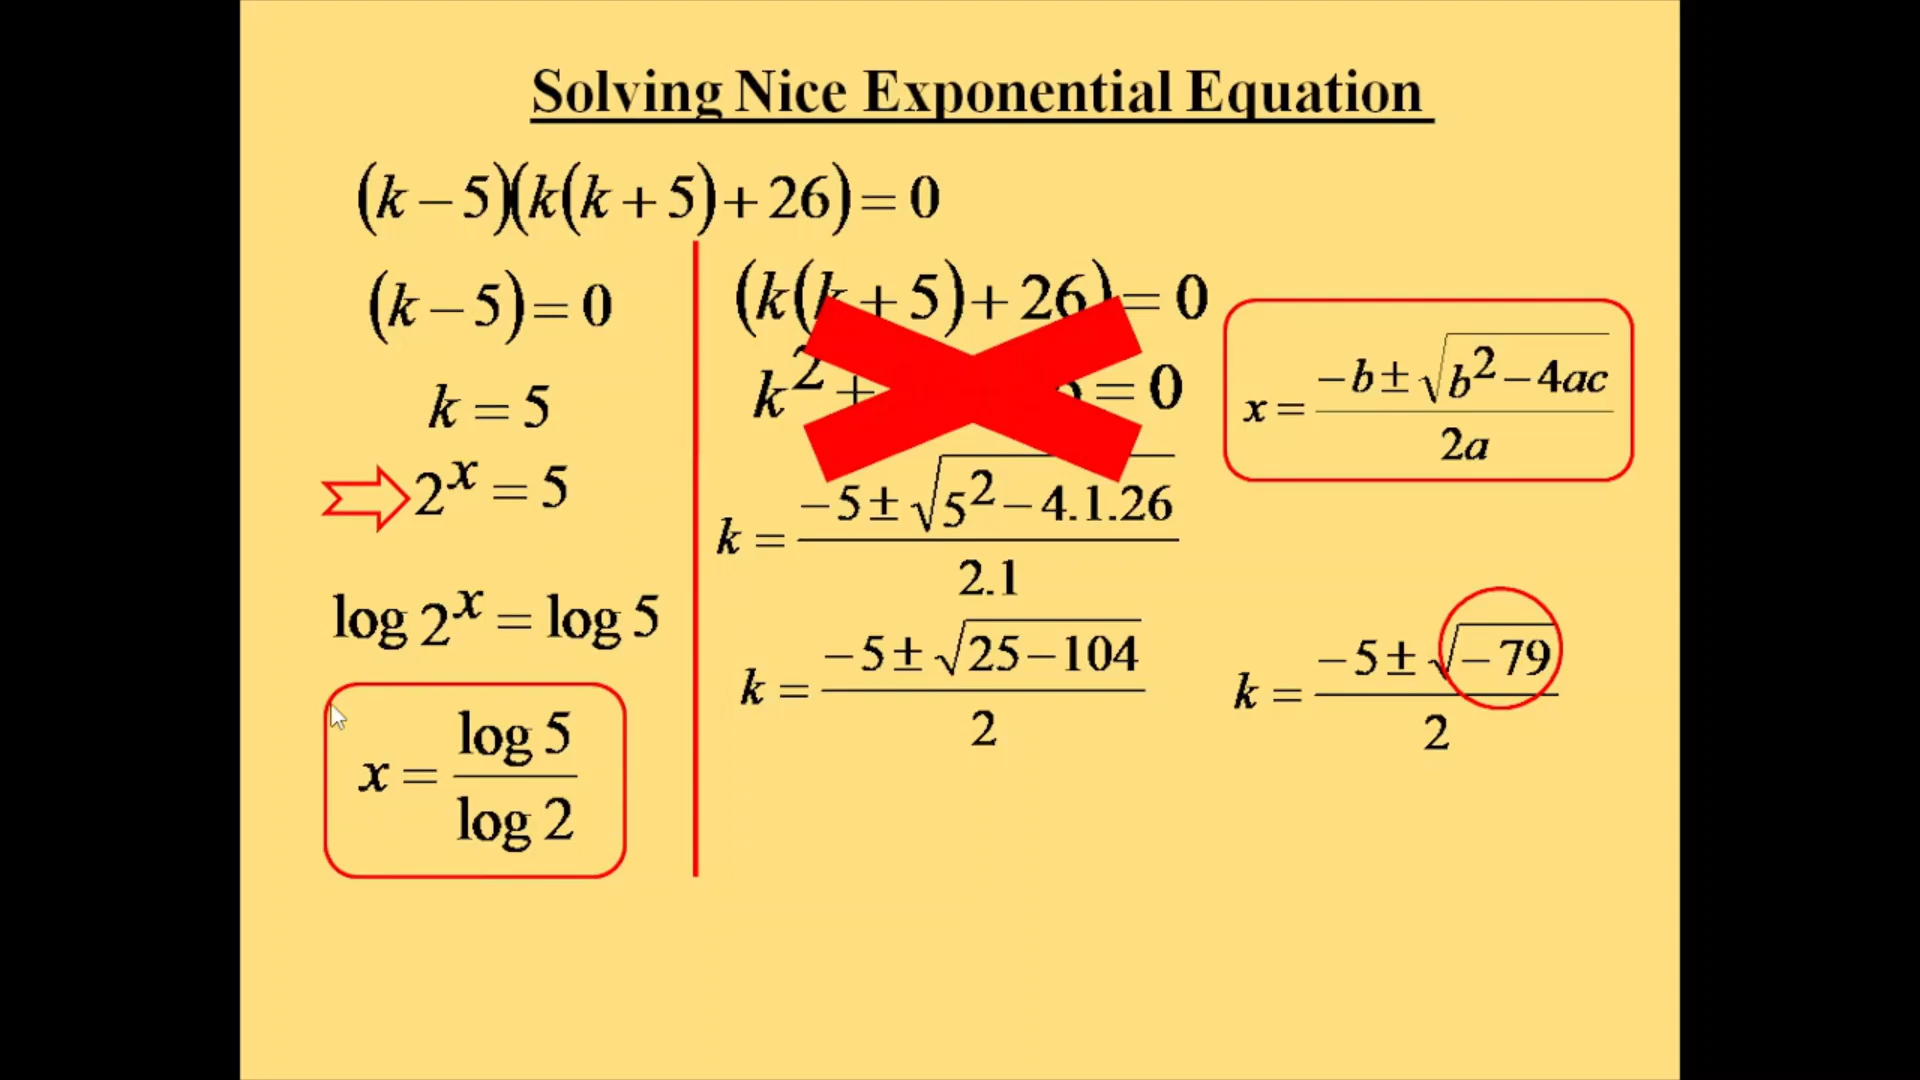 Solving Nice Exponential Equation
(k − 5)(k(k + 5) + 26) = 0
(k − 5) = 0
k = 5
2^x = 5
log 2^x = log 5
x = log 5 / log 2
(k(k + 5) + 26) = 0
k^2 + = 0
k = (−5 ± √(5^2 − 4.1.26)) / 2.1
k = (−5 ± √(25 − 104)) / 2
x = (−b ± √(b^2 − 4ac)) / 2a
k = (−5 ± √(−79)) / 2